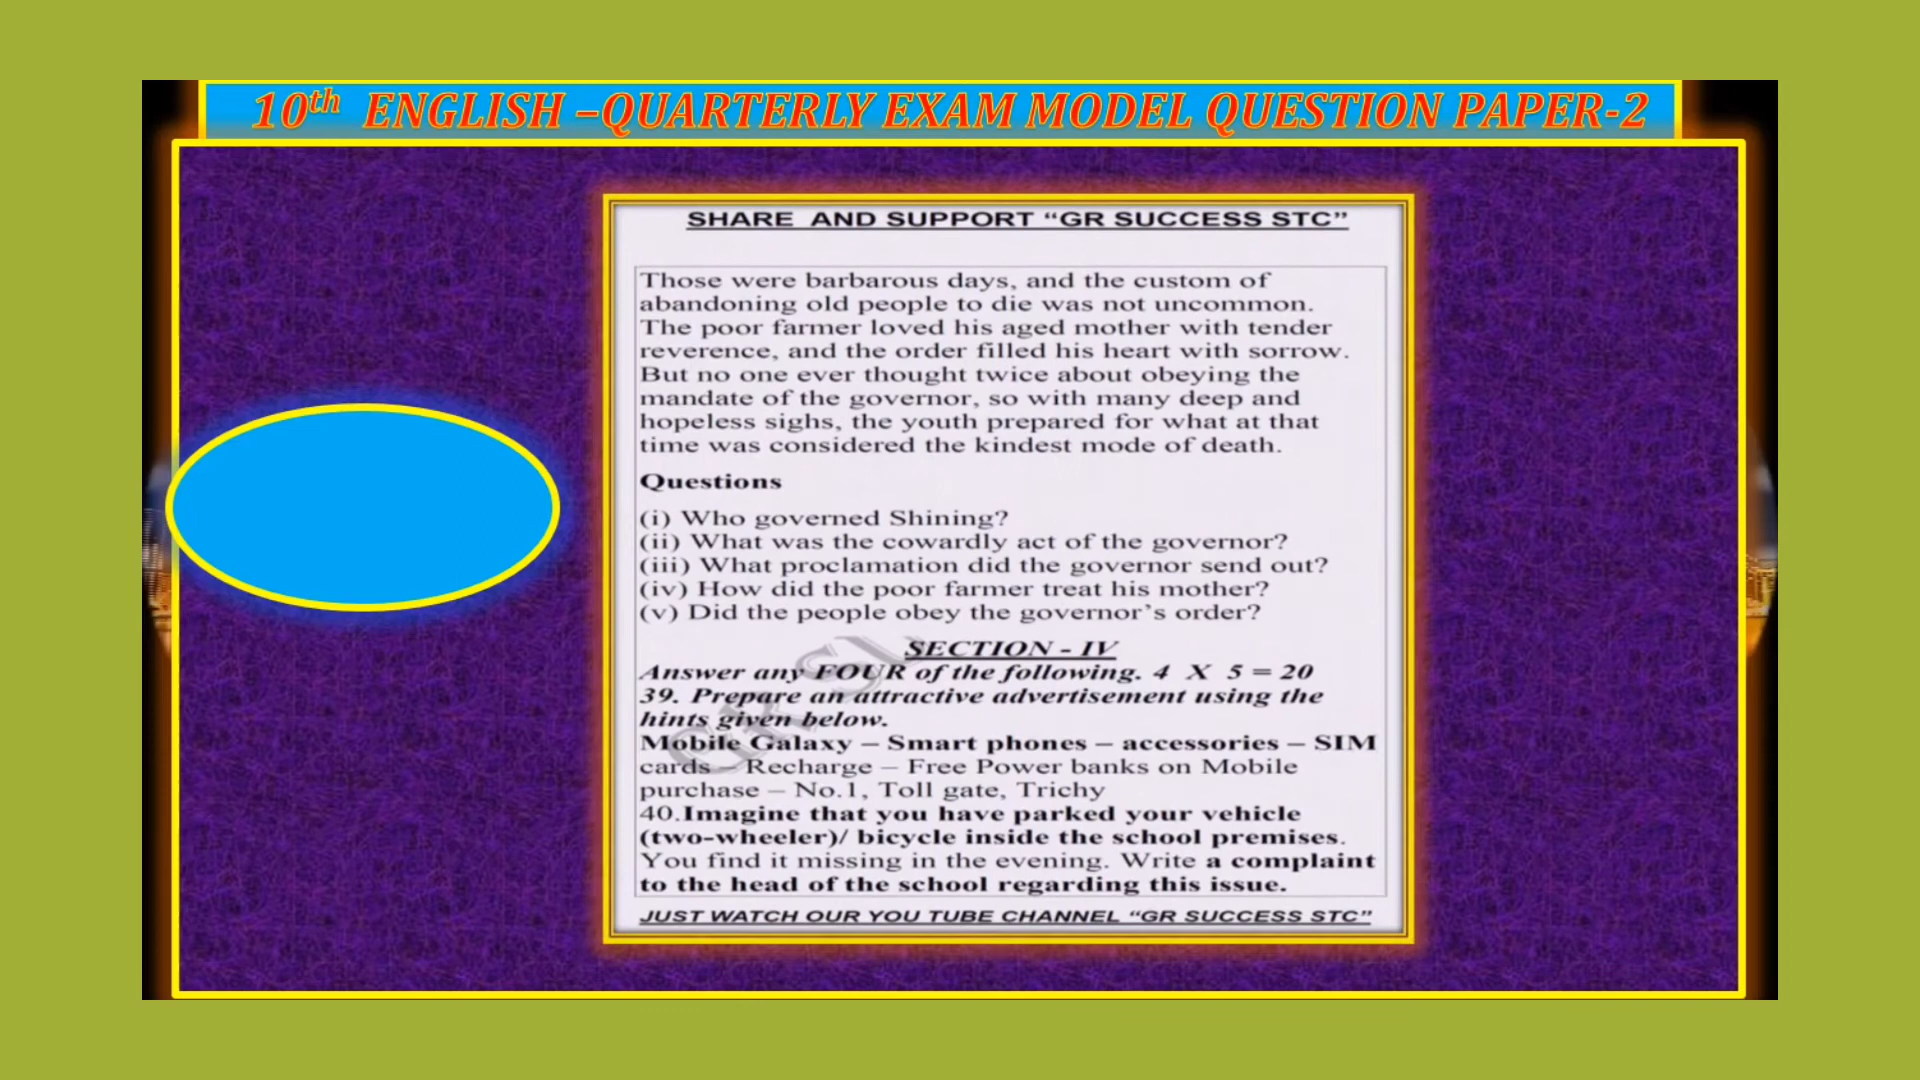 10th ENGLISH –QUARTERLY EXAM MODEL QUESTION PAPER-2
SHARE AND SUPPORT “GR SUCCESS STC”
Those were barbarous days, and the custom of
abandoning old people to die was not uncommon.
The poor farmer loved his aged mother with tender
reverence, and the order filled his heart with sorrow.
But no one ever thought twice about obeying the
mandate of the governor, so with many deep and
hopeless sighs, the youth prepared for what at that
time was considered the kindest mode of death.
Questions
(i) Who governed Shining?
(ii) What was the cowardly act of the governor?
(iii) What proclamation did the governor send out?
(iv) How did the poor farmer treat his mother?
(v) Did the people obey the governor’s order?
SECTION - IV
Answer any FOUR of the following. 4 X 5 = 20
39. Prepare an attractive advertisement using the
hints given below.
Mobile Galaxy – Smart phones – accessories – SIM
cards – Recharge – Free Power banks on Mobile
purchase – No.1, Toll gate, Trichy
40.Imagine that you have parked your vehicle
(two-wheeler)/ bicycle inside the school premises.
You find it missing in the evening. Write a complaint
to the head of the school regarding this issue.
JUST WATCH OUR YOU TUBE CHANNEL “GR SUCCESS STC”